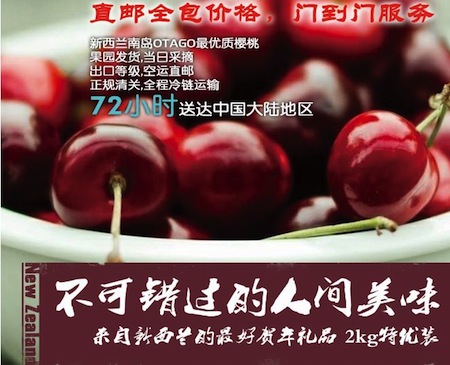 直邮全包价格，门到门服务
新西兰南岛OTAGO最优质樱桃
果园发货,当日采摘
出口等级,空运直邮
正规清关,全程冷链运输
72小时送达中国大陆地区
New Zealand
不可错过的人间美味
来自新西兰的最好贺年礼品 2kg特优装